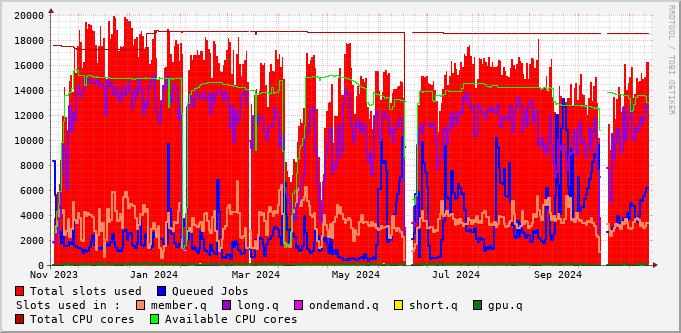 20000
18000
16000
14000
12000
10000
8000
6000
4000
2000
0
Nov 2023 Jan 2024 Mar 2024 May 2024 Jul 2024 Sep 2024
Total slots used Queued Jobs
Slots used in : member.q long.q ondemand.q short.q gpu.q
Total CPU cores Available CPU cores
RRDTOOL / TOBI OETIKER